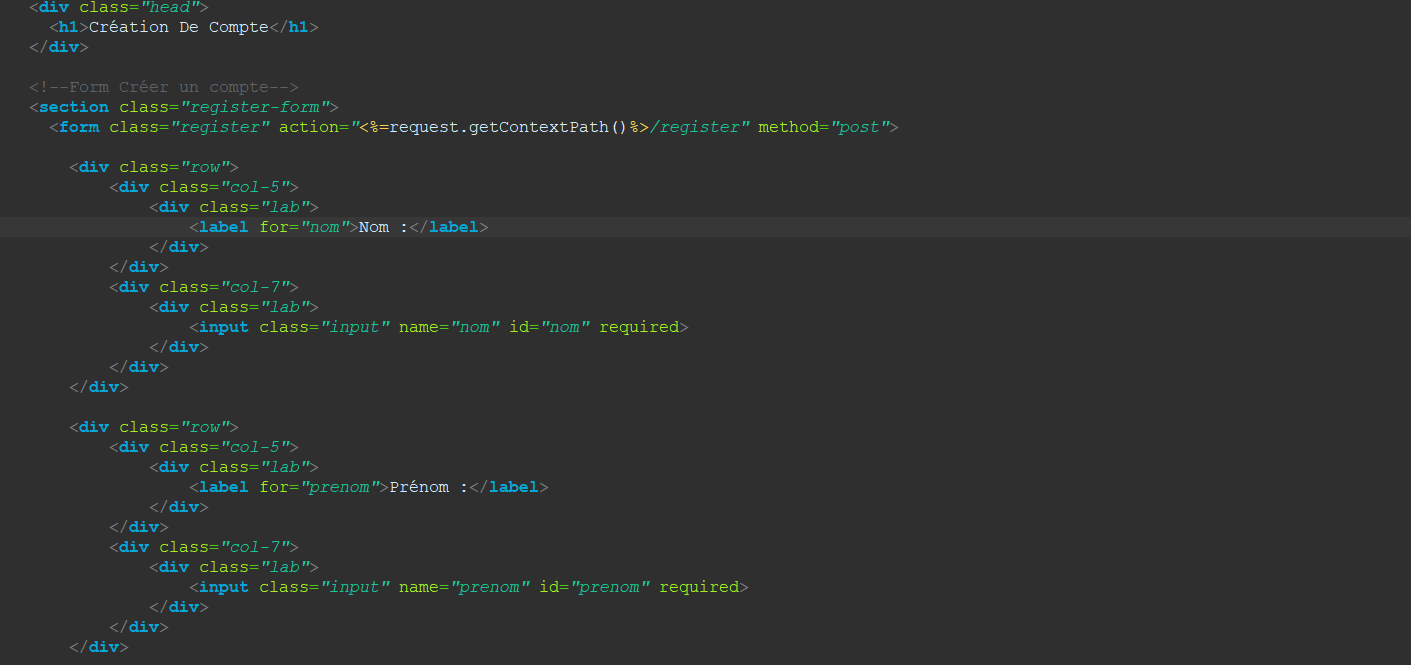 <div class="head">
<h1>Création De Compte</h1>
</div>
<!--Form Créer un compte-->
<section class="register-form">
<form class="register" action="<%=request.getContextPath()%>/register" method="post">
<div class="row">
<div class="col-5">
<div class="lab">
<label for="nom">Nom :</label>
</div>
</div>
<div class="col-7">
<div class="lab">
<input class="input" name="nom" id="nom" required>
</div>
</div>
</div>
<div class="row">
<div class="col-5">
<div class="lab">
<label for="prenom">Prénom :</label>
</div>
</div>
<div class="col-7">
<div class="lab">
<input class="input" name="prenom" id="prenom" required>
</div>
</div>
</div>